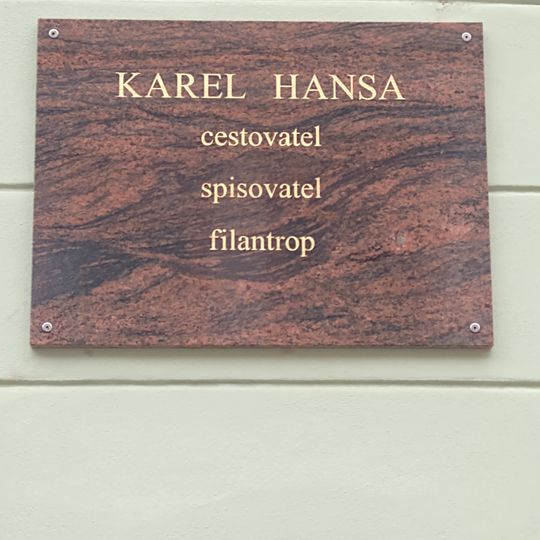 KAREL HANSA
cestovatel
spisovatel
filantrop